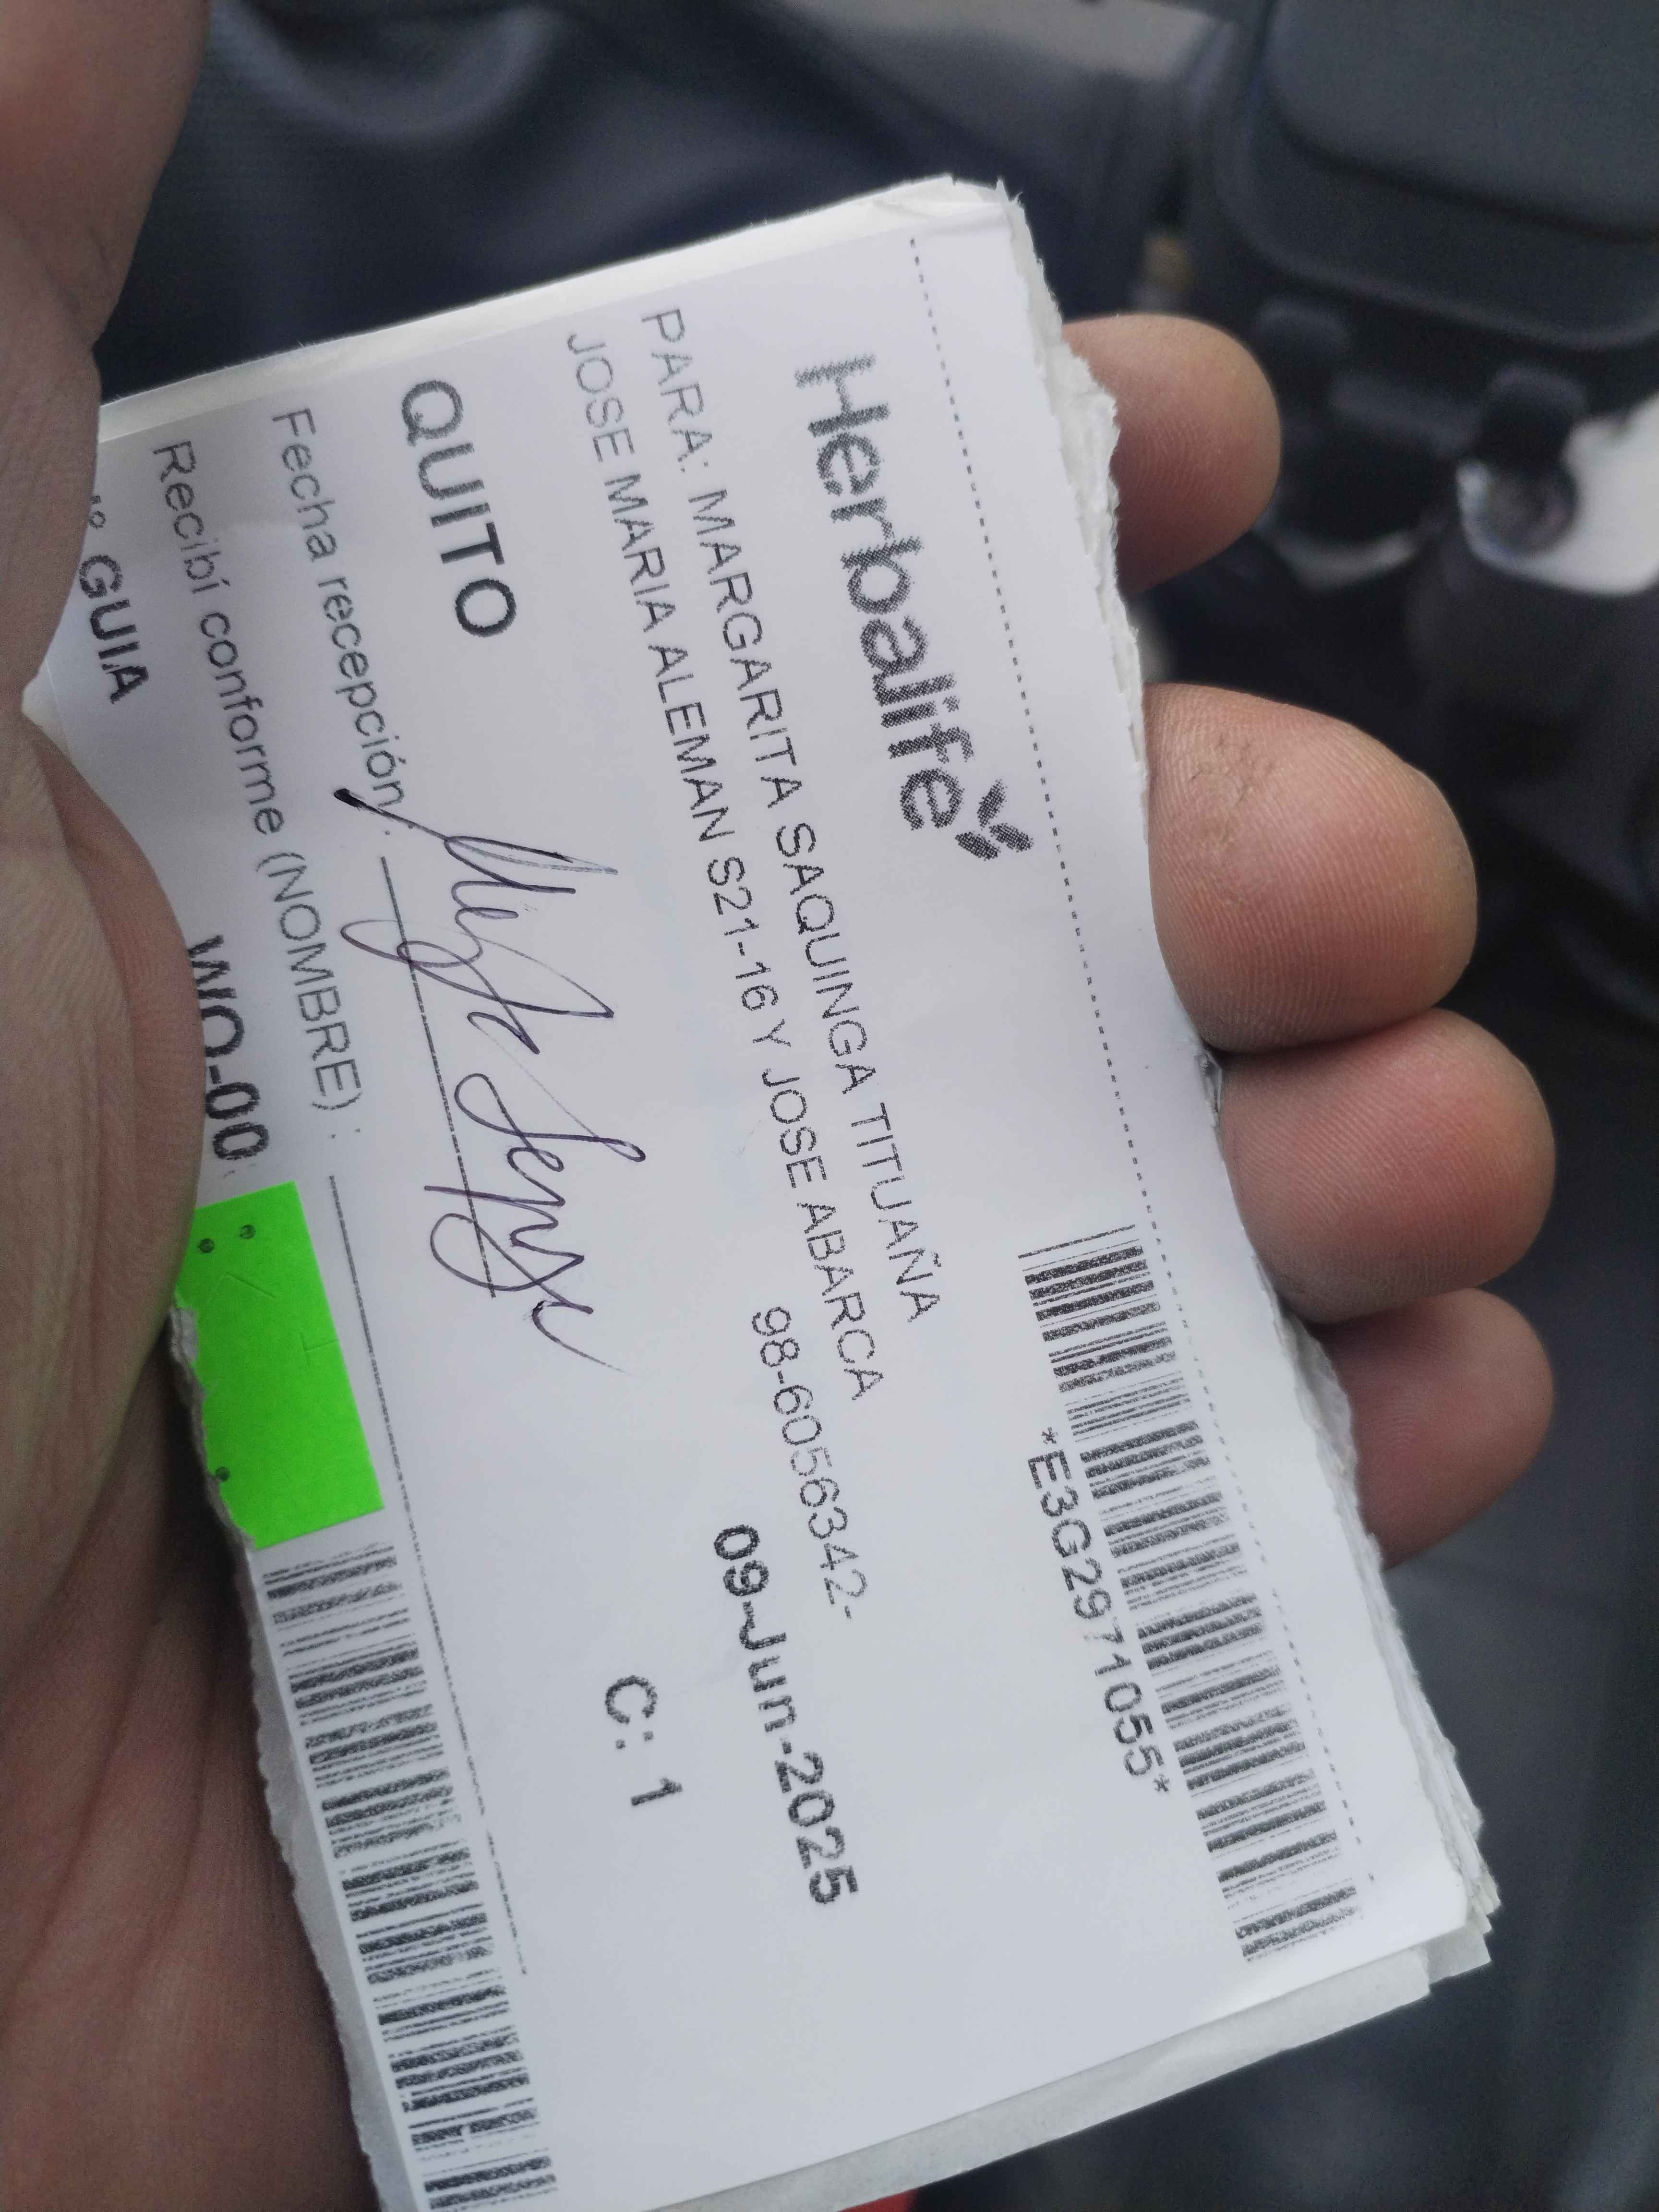 Herbalife
*E3G2971055*
PARA: MARGARITA SAQUINGA TITUAÑA
JOSE MARIA ALEMAN S21-16 Y JOSE ABARCA
98-6056342-
QUITO
09-Jun-2025
C: 1
Fecha recepción:
Recibí conforme (NOMBRE) :
GUIA
WO-00